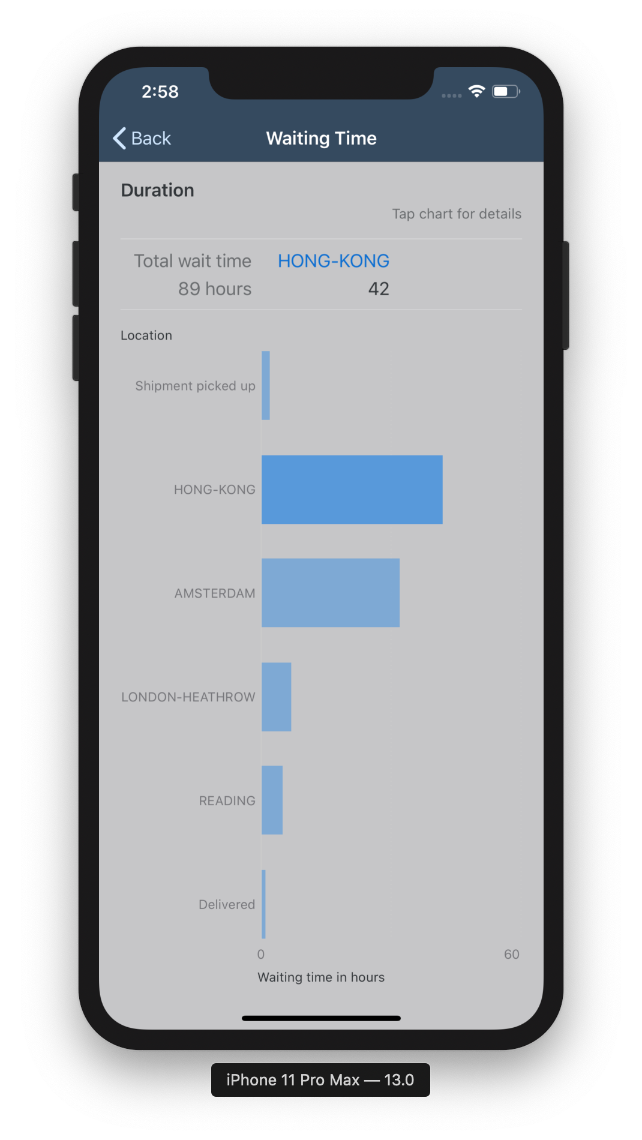 2:58
Back
Waiting Time
Duration
Tap chart for details
Total wait time HONG-KONG
89 hours 42
Location
Shipment picked up
HONG-KONG
AMSTERDAM
LONDON-HEATHROW
READING
Delivered
0 60
Waiting time in hours
iPhone 11 Pro Max — 13.0